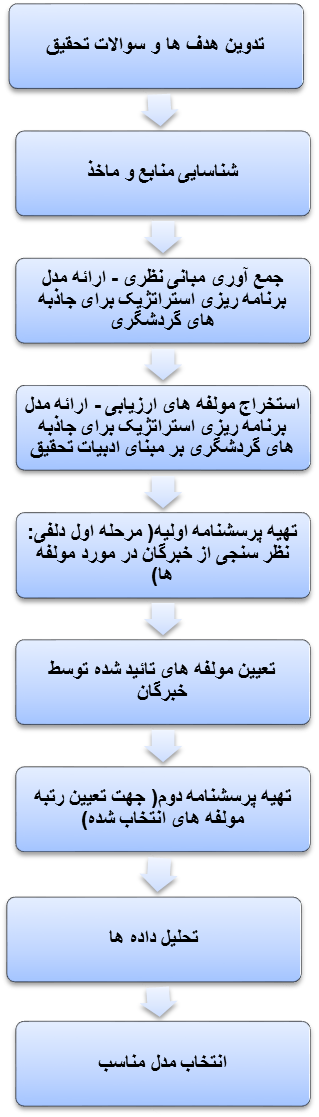 تدوین هدف ها و سوالات تحقیق
شناسایی منابع و ماخذ
جمع آوری مبانی نظری - ارائه مدل
برنامه ریزی استراتژیک برای جاذبه
های گردشگری
استخراج مولفه های ارزیابی - ارائه مدل
برنامه ریزی استراتژیک برای جاذبه
های گردشگری بر مبنای ادبیات تحقیق
تهیه پرسشنامه اولیه( مرحله اول دلفی:
نظر سنجی از خبرگان در مورد مولفه
ها)
تعیین مولفه های تائید شده توسط
خبرگان
تهیه پرسشنامه دوم( جهت تعیین رتبه
مولفه های انتخاب شده)
تحلیل داده ها
انتخاب مدل مناسب